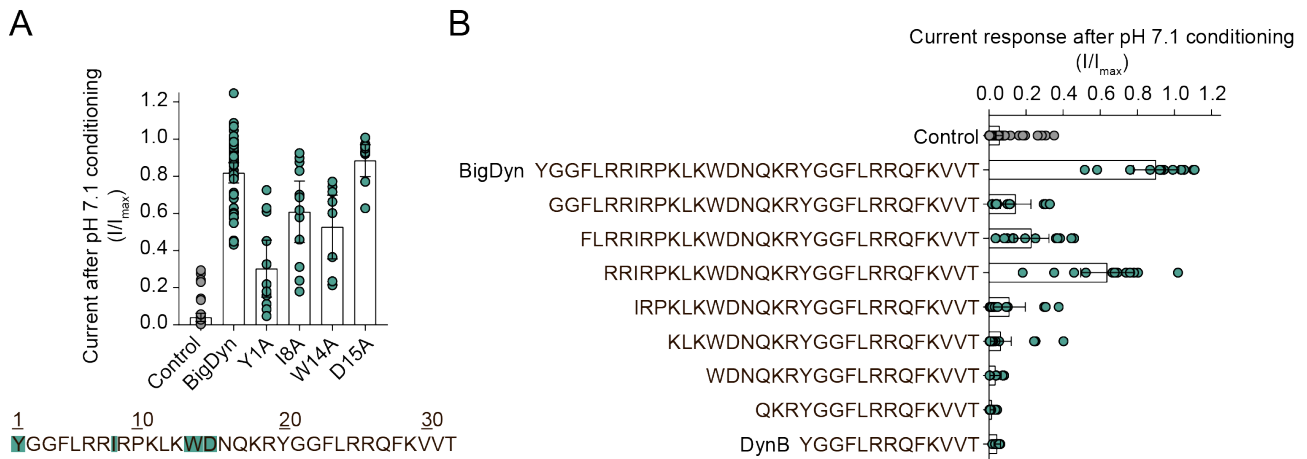 A
Current after pH 7.1 conditioning
(I/Imax)
1.2
1.0
0.8
0.6
0.4
0.2
0.0
Control
BigDyn
Y1A
I8A
W14A
D15A
1 10 20 30
YGGFLRRIRPKLKWDNQKRYGGFLRRQFKVVT
B
Current response after pH 7.1 conditioning
(I/Imax)
0.0 0.2 0.4 0.6 0.8 1.0 1.2
Control
BigDyn YGGFLRRIRPKLKWDNQKRYGGFLRRQFKVVT
GGFLRRIRPKLKWDNQKRYGGFLRRQFKVVT
FLRRIRPKLKWDNQKRYGGFLRRQFKVVT
RRIRPKLKWDNQKRYGGFLRRQFKVVT
IRPKLKWDNQKRYGGFLRRQFKVVT
KLKWDNQKRYGGFLRRQFKVVT
WDNQKRYGGFLRRQFKVVT
QKRYGGFLRRQFKVVT
DynB YGGFLRRQFKVVT